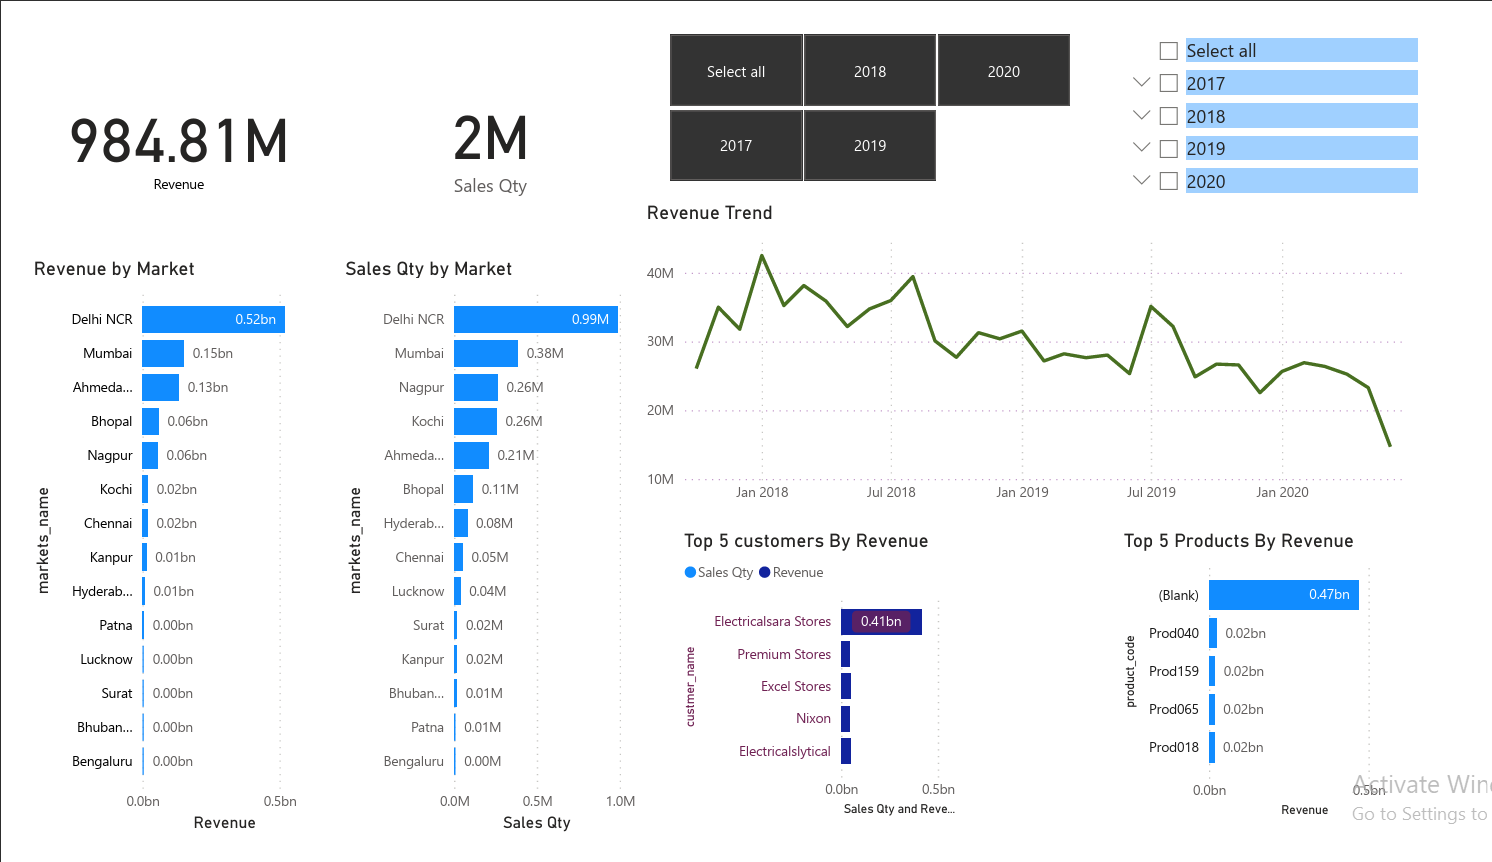 984.81M
Revenue
2M
Sales Qty
Select all
2018
2020
2017
2019
Select all
2017
2018
2019
2020
Revenue by Market
markets_name
Delhi NCR 0.52bn
Mumbai 0.15bn
Ahmeda... 0.13bn
Bhopal 0.06bn
Nagpur 0.06bn
Kochi 0.02bn
Chennai 0.02bn
Kanpur 0.01bn
Hyderab... 0.01bn
Patna 0.00bn
Lucknow 0.00bn
Surat 0.00bn
Bhuban... 0.00bn
Bengaluru 0.00bn
0.0bn 0.5bn
Revenue
Sales Qty by Market
markets_name
Delhi NCR 0.99M
Mumbai 0.38M
Nagpur 0.26M
Kochi 0.26M
Ahmeda... 0.21M
Bhopal 0.11M
Hyderab... 0.08M
Chennai 0.05M
Lucknow 0.04M
Surat 0.02M
Kanpur 0.02M
Bhuban... 0.01M
Patna 0.01M
Bengaluru 0.00M
0.0M 0.5M 1.0M
Sales Qty
Revenue Trend
40M
30M
20M
10M
Jan 2018 Jul 2018 Jan 2019 Jul 2019 Jan 2020
Top 5 customers By Revenue
Sales Qty Revenue
custmer_name
Electricalsara Stores 0.41bn
Premium Stores
Excel Stores
Nixon
Electricalslytical
0.0bn 0.5bn
Sales Qty and Reve...
Top 5 Products By Revenue
product_code
(Blank) 0.47bn
Prod040 0.02bn
Prod159 0.02bn
Prod065 0.02bn
Prod018 0.02bn
0.0bn 0.5bn
Revenue
Activate Win
Go to Settings to